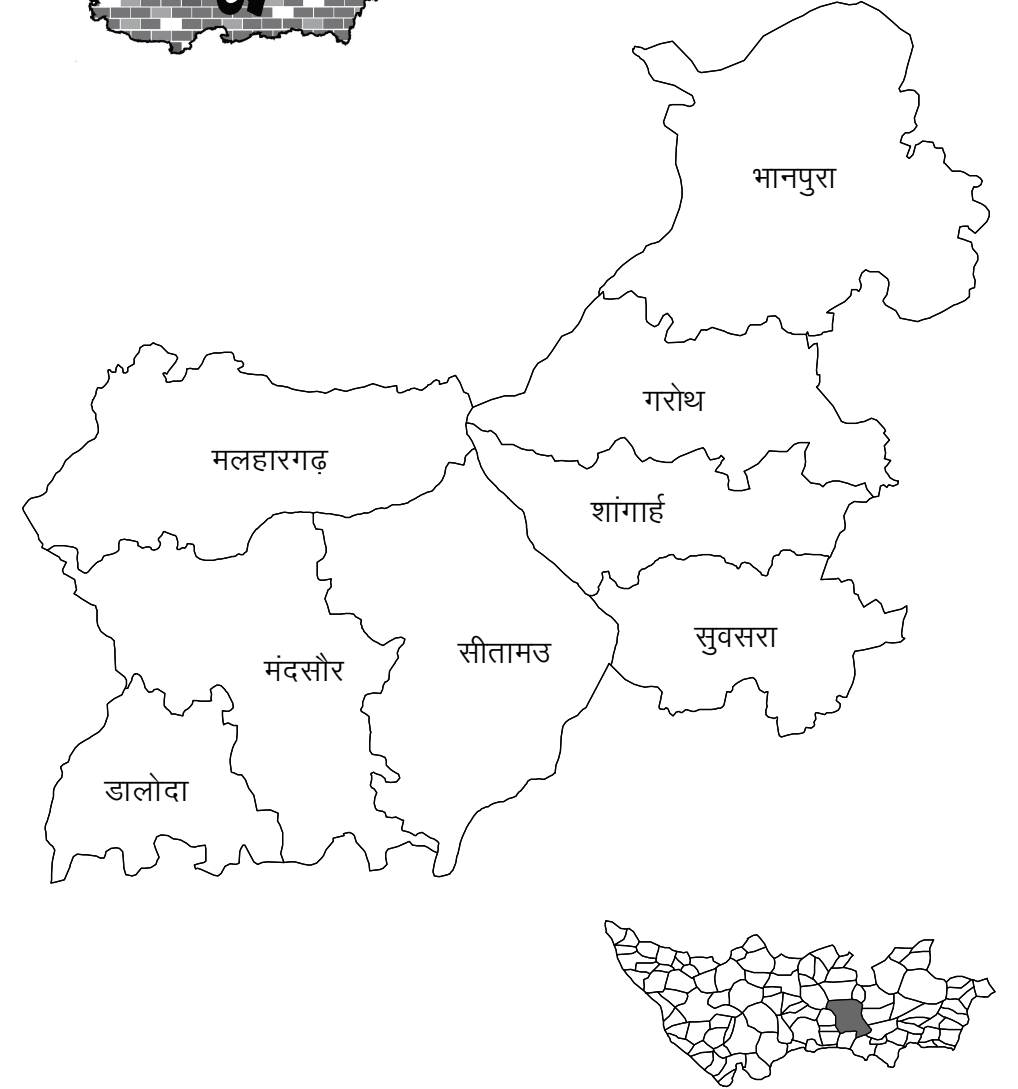 भानपुरा
गरोथ
मलहारगढ़
शांगार्ह
सुवसरा
सीतामउ
मंदसौर
डालोदा